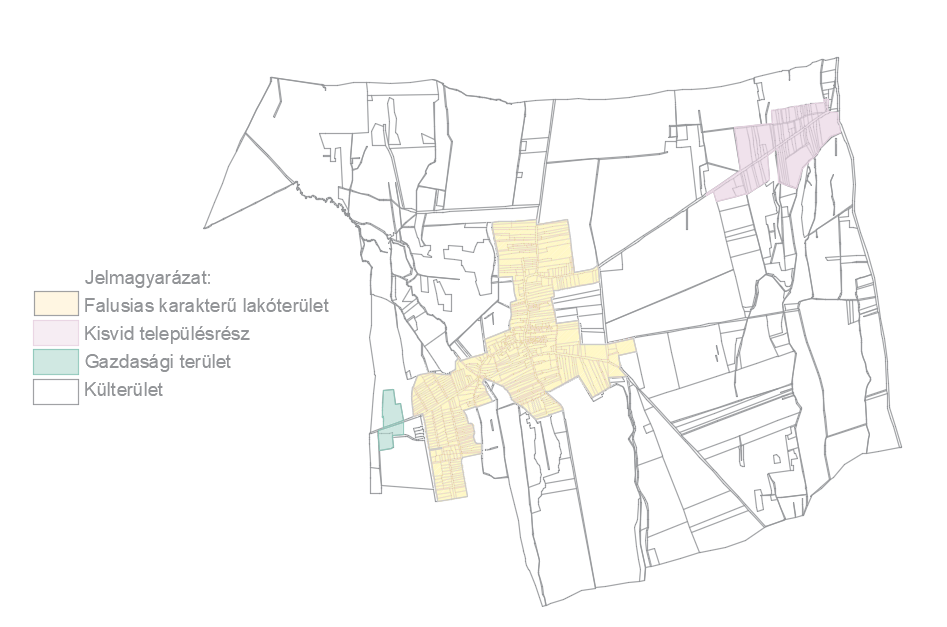 Jelmagyarázat:
Falusias karakterű lakóterület
Kisvid településrész
Gazdasági terület
Külterület